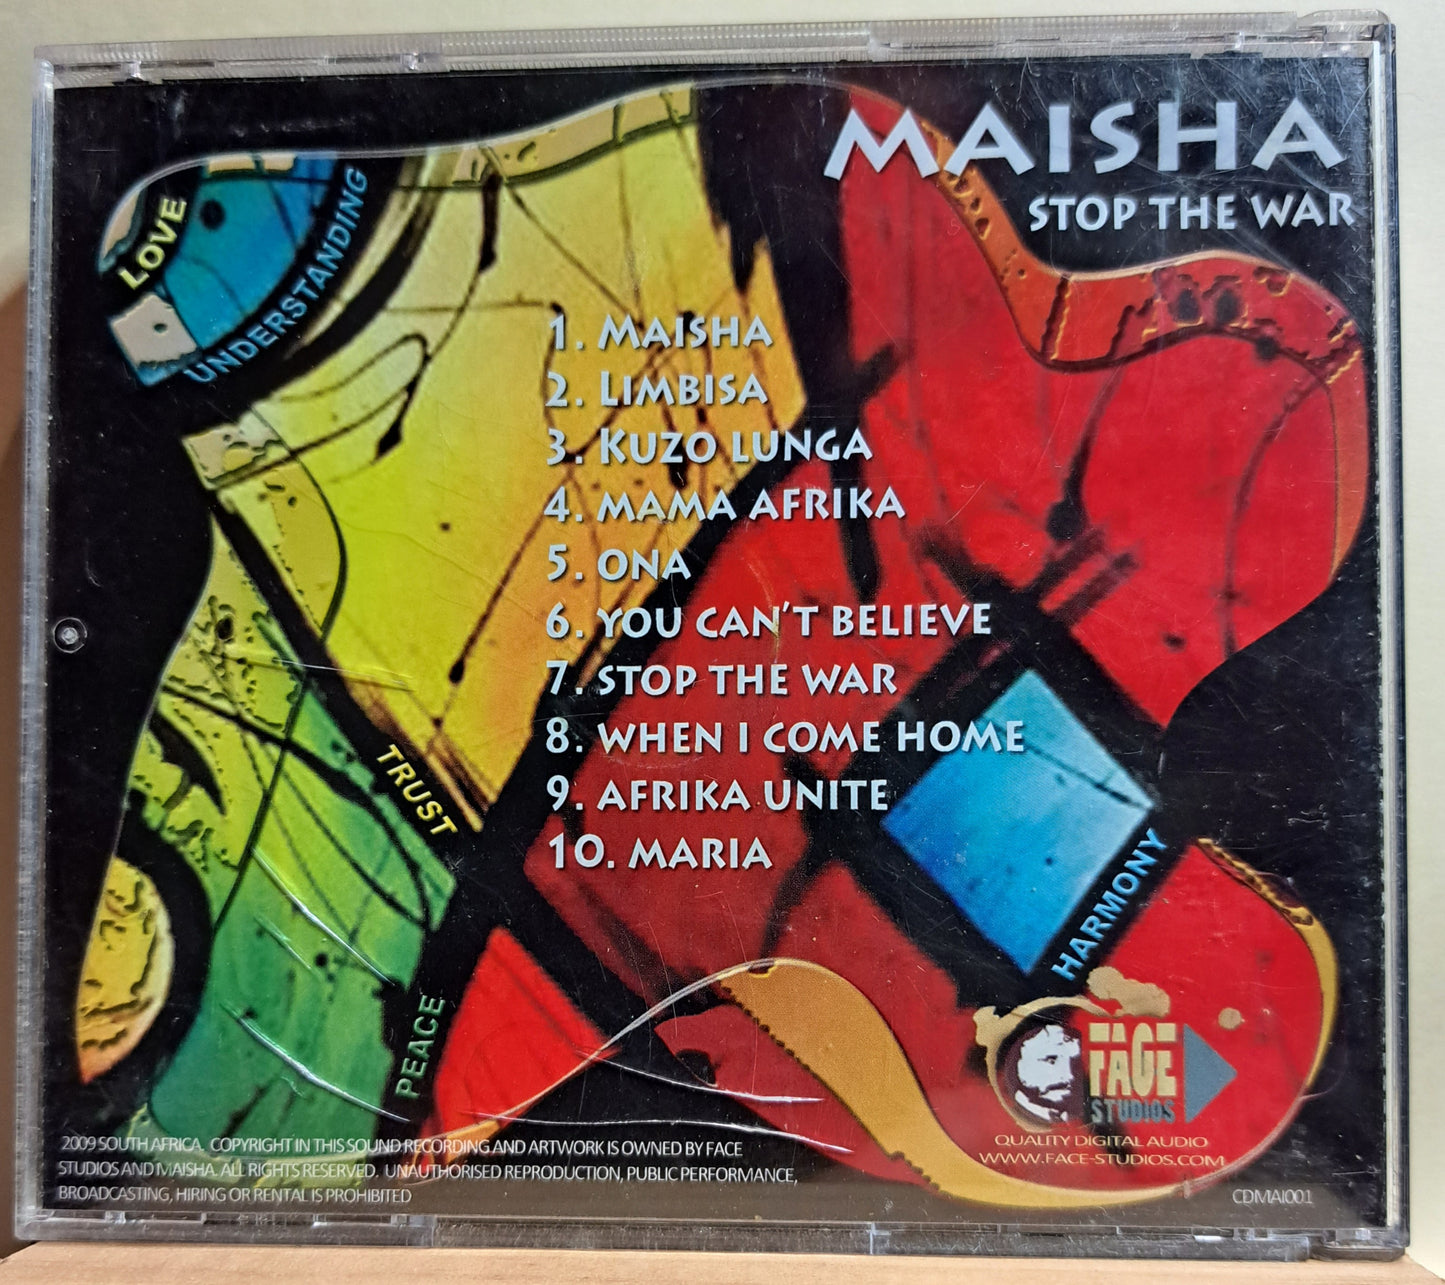 MAISHA
STOP THE WAR
LOVE
UNDERSTANDING
1. MAISHA
2. LIMBISA
3. KUZO LUNGA
4. MAMA AFRIKA
5. ONA
6. YOU CAN'T BELIEVE
7. STOP THE WAR
8. WHEN I COME HOME
9. AFRIKA UNITE
10. MARIA
TRUST
HARMONY
PEACE
FACE
STUDIOS
QUALITY DIGITAL AUDIO
WWW.FACE-STUDIOS.COM
2009 SOUTH AFRICA. COPYRIGHT IN THIS SOUND RECORDING AND ARTWORK IS OWNED BY FACE
STUDIOS AND MAISHA. ALL RIGHTS RESERVED. UNAUTHORISED REPRODUCTION, PUBLIC PERFORMANCE,
BROADCASTING, HIRING OR RENTAL IS PROHIBITED
CDMAI001